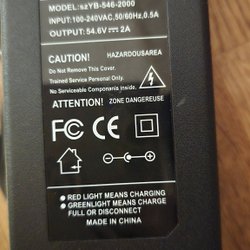 MODEL:szYB-546-2000
INPUT:100-240VAC,50/60HZ,0.5A
OUTPUT:54.6V⎓2A
CAUTION! HAZARDOUSAREA
Do Not Remove This Cover.
Trained Service Personal Only.
No Serviceable Componants inside.
ATTENTION! ZONE DANGEREUSE
FC CE
● RED LIGHT MEANS CHARGING
● GREENLIGHT MEANS CHARGE
FULL OR DISCONNECT
MADE IN CHINA